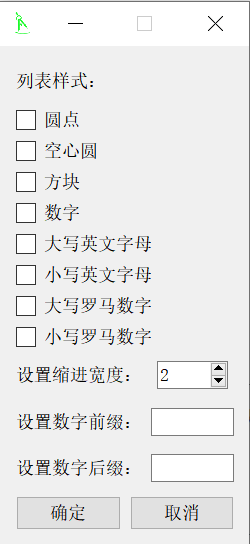 列表样式：
圆点
空心圆
方块
数字
大写英文字母
小写英文字母
大写罗马数字
小写罗马数字
设置缩进宽度： 2
设置数字前缀：
设置数字后缀：
确定 取消